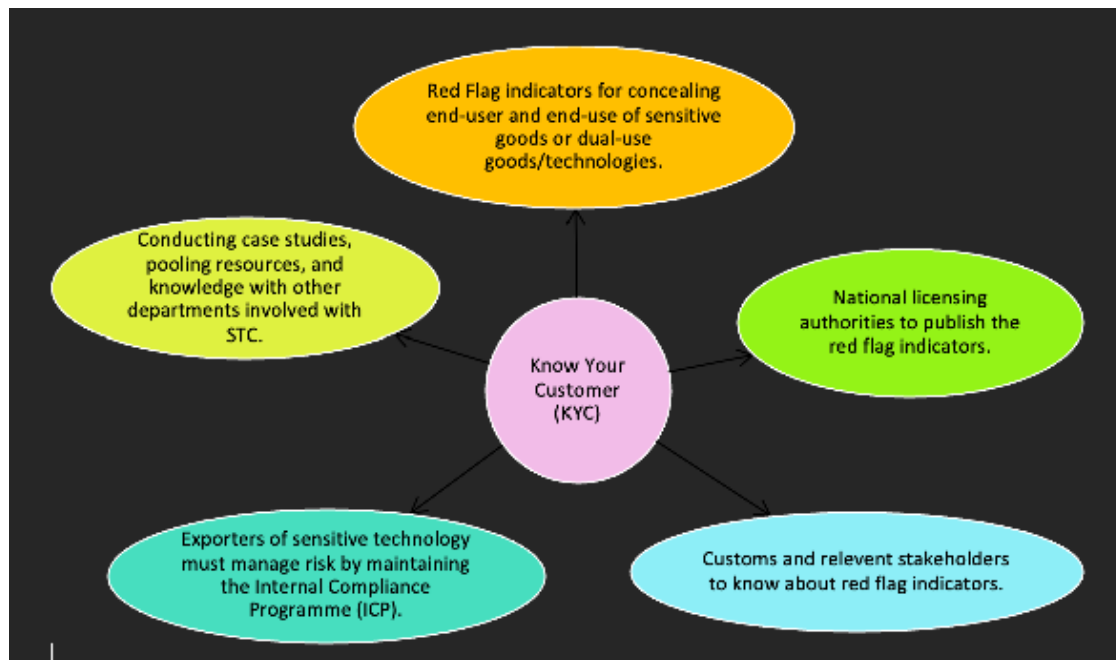 Red Flag indicators for concealing
end-user and end-use of sensitive
goods or dual-use
goods/technologies.
Conducting case studies,
pooling resources, and
knowledge with other
departments involved with
STC.
National licensing
authorities to publish the
red flag indicators.
Know Your
Customer
(KYC)
Exporters of sensitive technology
must manage risk by maintaining
the Internal Compliance
Programme (ICP).
Customs and relevent stakeholders
to know about red flag indicators.